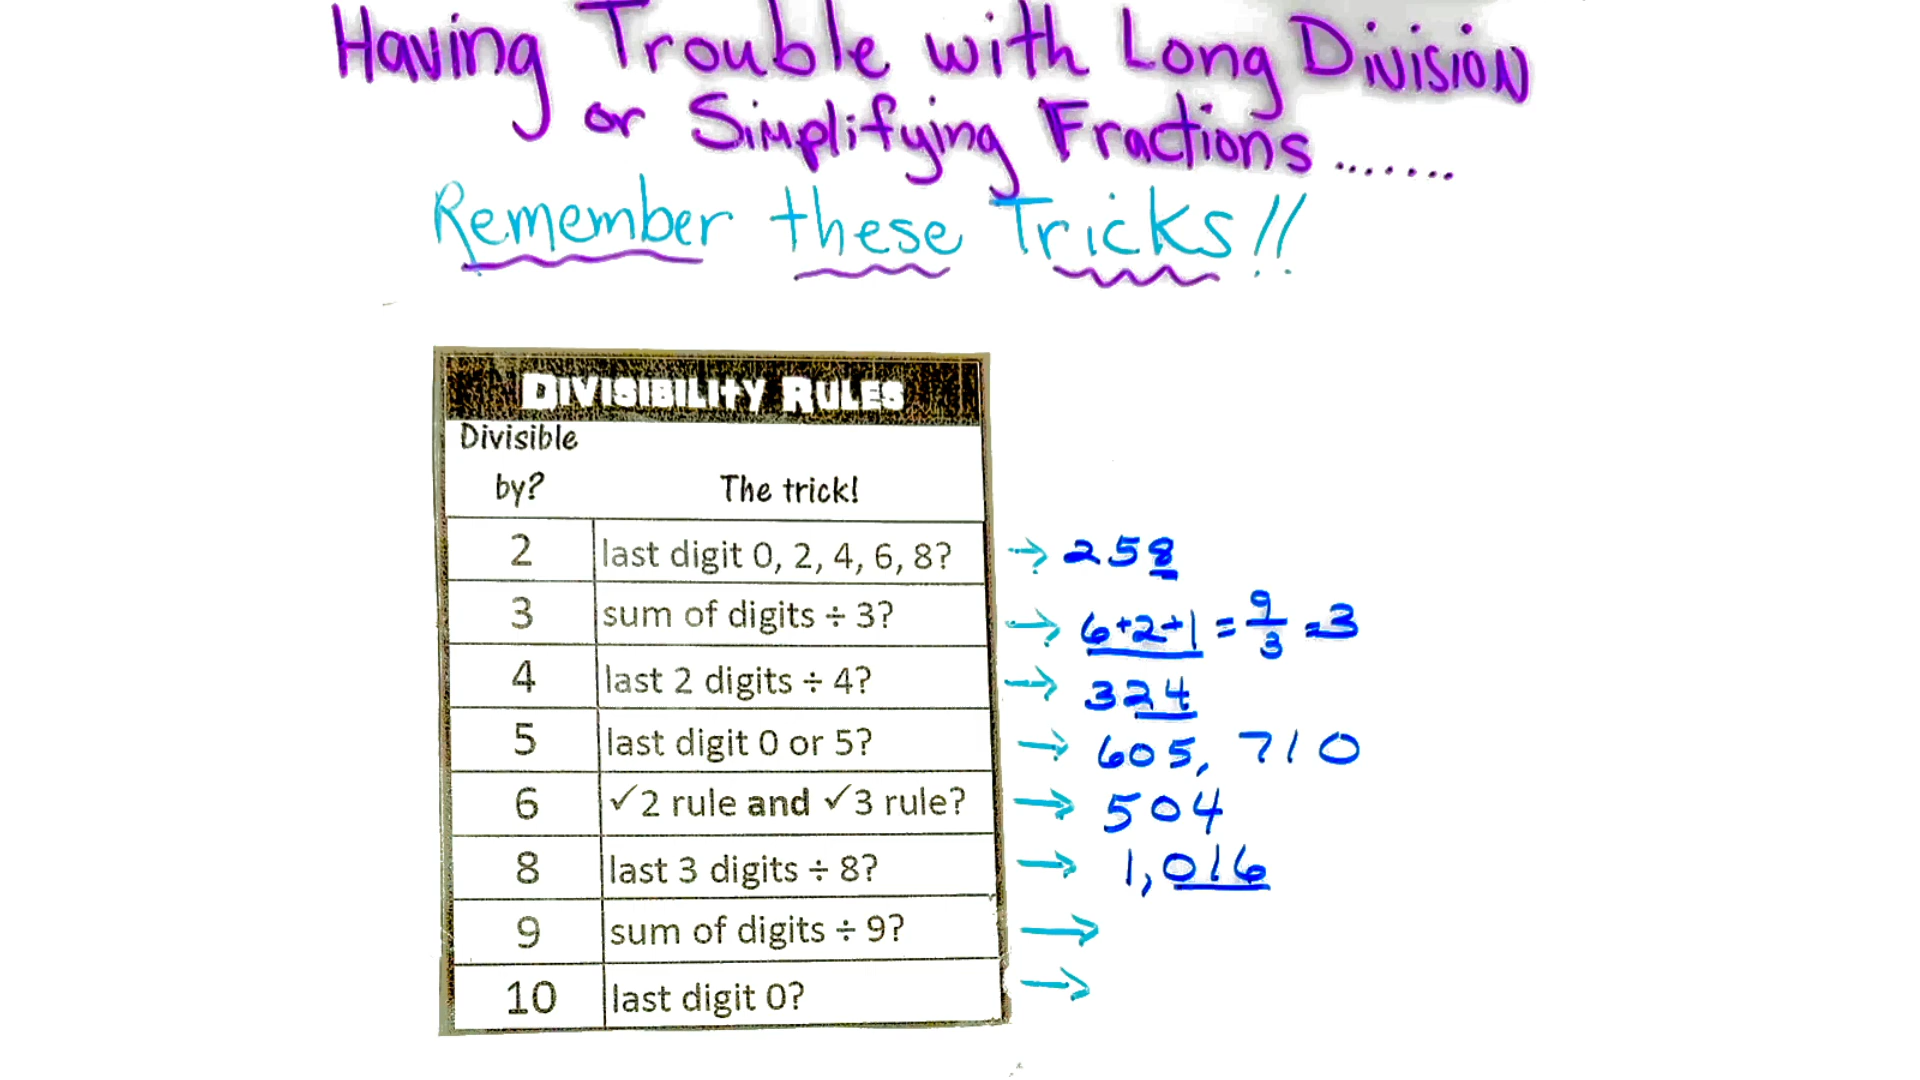 Having Trouble with Long Division
or Simplifying Fractions.......
Remember these Tricks!!
DIVISIBILITY RULES
Divisible
by? The trick!
2 last digit 0, 2, 4, 6, 8? → 258
3 sum of digits ÷ 3? → 6+2+1 = 9/3 = 3
4 last 2 digits ÷ 4? → 324
5 last digit 0 or 5? → 605, 710
6 ✓2 rule and ✓3 rule? → 504
8 last 3 digits ÷ 8? → 1,016
9 sum of digits ÷ 9? →
10 last digit 0? →